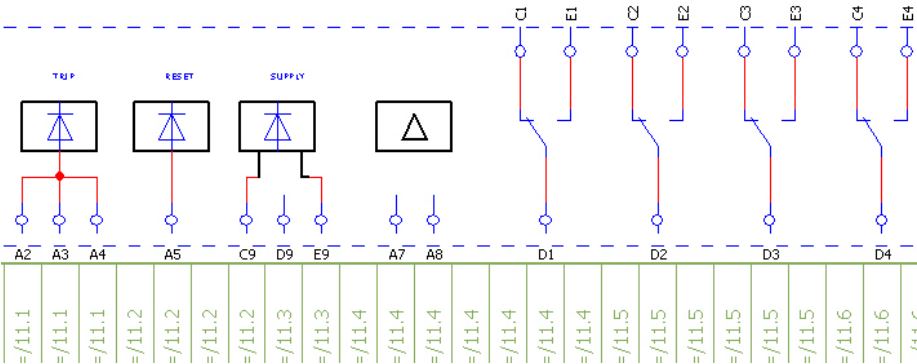 C1 E1 C2 E2 C3 E3 C4 E4
TRIP RESET SUPPLY
A2 A3 A4 A5 C9 D9 E9 A7 A8 D1 D2 D3 D4
=/11.1 =/11.1 =/11.1 =/11.2 =/11.2 =/11.2 =/11.2 =/11.3 =/11.3 =/11.4 =/11.4 =/11.4 =/11.4 =/11.4 =/11.4 =/11.5 =/11.5 =/11.5 =/11.5 =/11.5 =/11.5 =/11.6 =/11.6